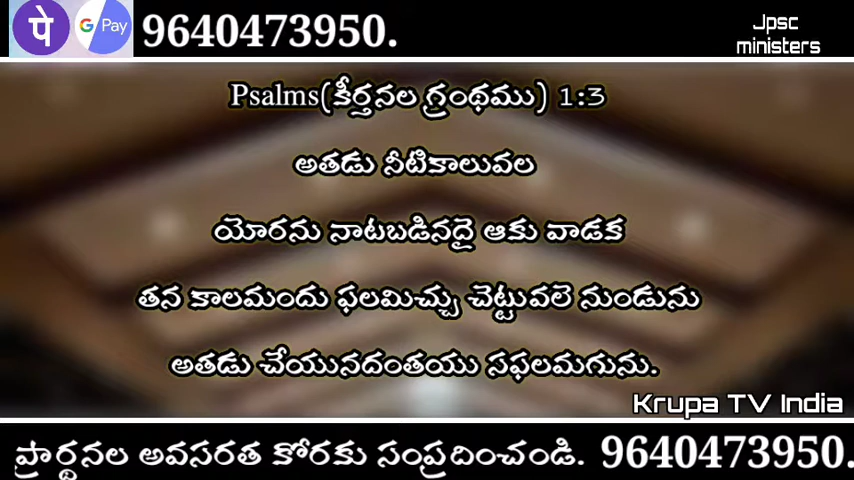 पे G Pay 9640473950.
Jpsc
ministers
Psalms(కీర్తనల గ్రంథము) 1:3
అతడు నీటికాలువల
యోరను నాటబడినదై ఆకు వాడక
తన కాలమందు ఫలమిచ్చు చెట్టువలె నుండును
అతడు చేయునదంతయు సఫలమగును.
Krupa TV India
ప్రార్థనల అవసరత కోరకు సంప్రదించండి. 9640473950.